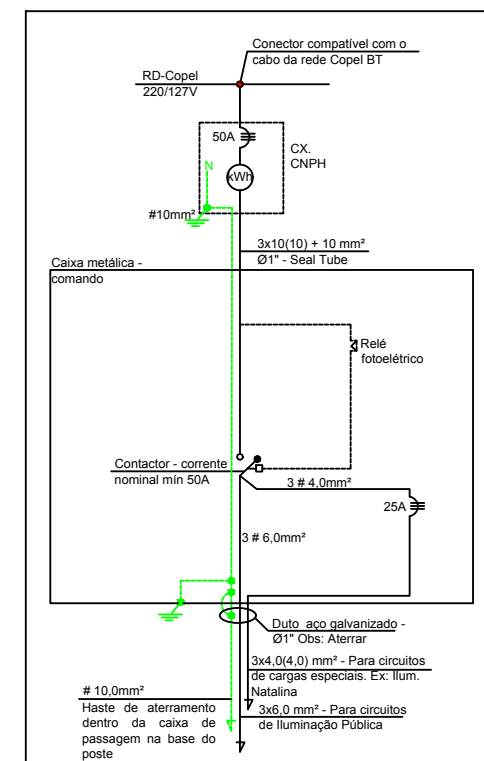 Conector compatível com o
cabo da rede Copel BT
RD-Copel
220/127V
50A
CX.
CNPH
N
kWh
#10mm²
3x10(10) + 10 mm²
Ø1" - Seal Tube
Caixa metálica -
comando
Relé
fotoelétrico
Contactor - corrente
nominal mín 50A
3 # 4,0mm²
25A
3 # 6,0mm²
Duto aço galvanizado -
Ø1" Obs: Aterrar
3x4,0(4,0) mm² - Para circuitos
de cargas especiais. Ex: Ilum.
Natalina
# 10,0mm²
Haste de aterramento
dentro da caixa de
passagem na base do
poste
3x6,0 mm² - Para circuitos
de Iluminação Pública